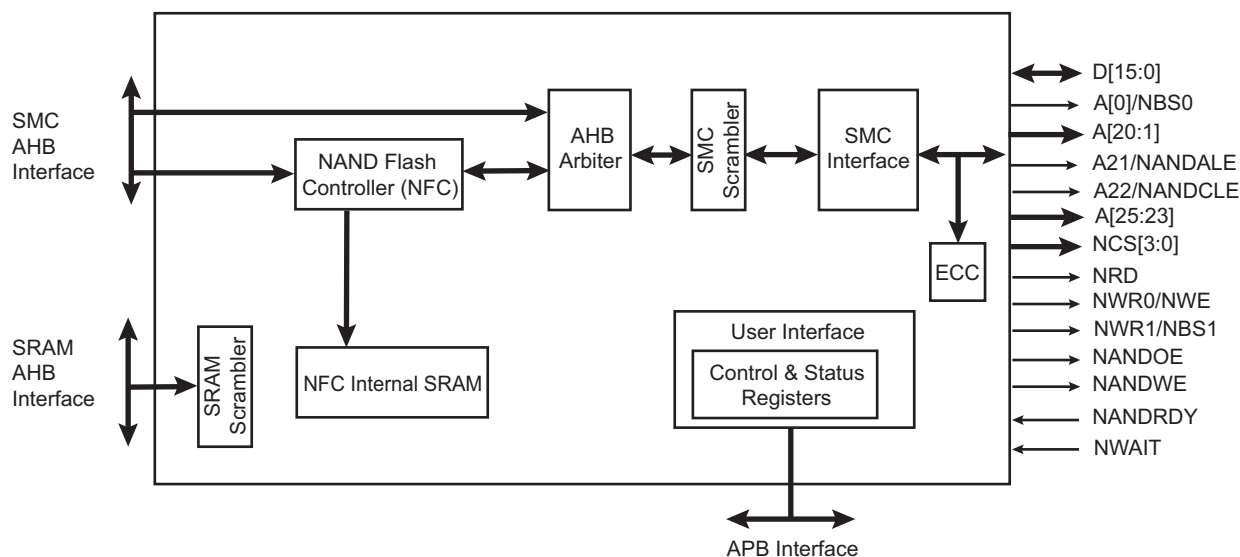 SMC
AHB
Interface
NAND Flash
Controller (NFC)
AHB
Arbiter
SMC
Scrambler
SMC
Interface
ECC
SRAM
AHB
Interface
SRAM
Scrambler
NFC Internal SRAM
User Interface
Control & Status
Registers
APB Interface
D[15:0]
A[0]/NBS0
A[20:1]
A21/NANDALE
A22/NANDCLE
A[25:23]
NCS[3:0]
NRD
NWR0/NWE
NWR1/NBS1
NANDOE
NANDWE
NANDRDY
NWAIT